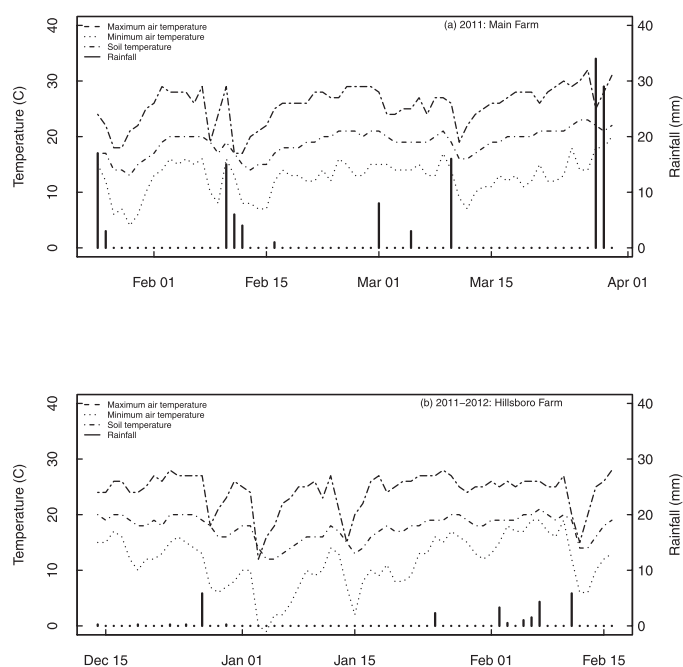 (a) 2011: Main Farm
Maximum air temperature
Minimum air temperature
Soil temperature
Rainfall
Temperature (C)
40
30
20
10
0
Rainfall (mm)
40
30
20
10
0
Feb 01 Feb 15 Mar 01 Mar 15 Apr 01
(b) 2011–2012: Hillsboro Farm
Maximum air temperature
Minimum air temperature
Soil temperature
Rainfall
Temperature (C)
40
30
20
10
0
Rainfall (mm)
40
30
20
10
0
Dec 15 Jan 01 Jan 15 Feb 01 Feb 15